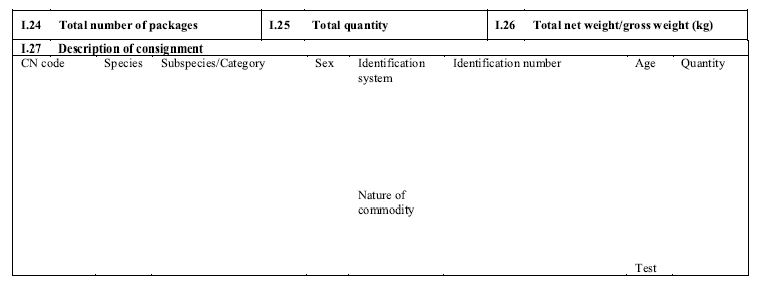 I.24 Total number of packages I.25 Total quantity I.26 Total net weight/gross weight (kg)
I.27 Description of consignment
CN code Species Subspecies/Category Sex Identification system Identification number Age Quantity
Nature of commodity
Test